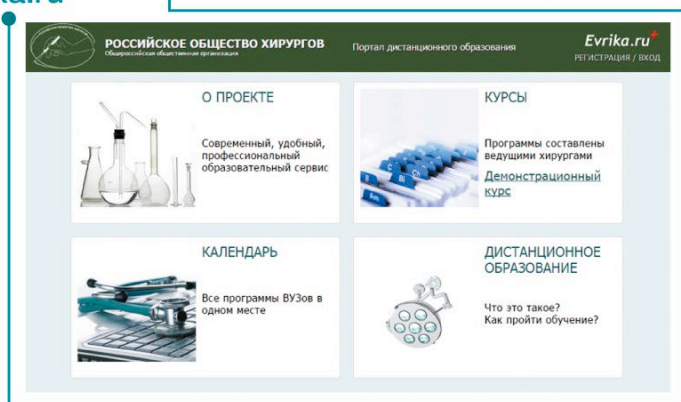 РОССИЙСКОЕ ОБЩЕСТВО ХИРУРГОВ
Общероссийская общественная организация
Портал дистанционного образования
Evrika.ru
РЕГИСТРАЦИЯ / ВХОД
О ПРОЕКТЕ
Современный, удобный,
профессиональный
образовательный сервис
КУРСЫ
Программы составлены
ведущими хирургами
Демонстрационный
курс
КАЛЕНДАРЬ
Все программы ВУЗов в
одном месте
ДИСТАНЦИОННОЕ
ОБРАЗОВАНИЕ
Что это такое?
Как пройти обучение?